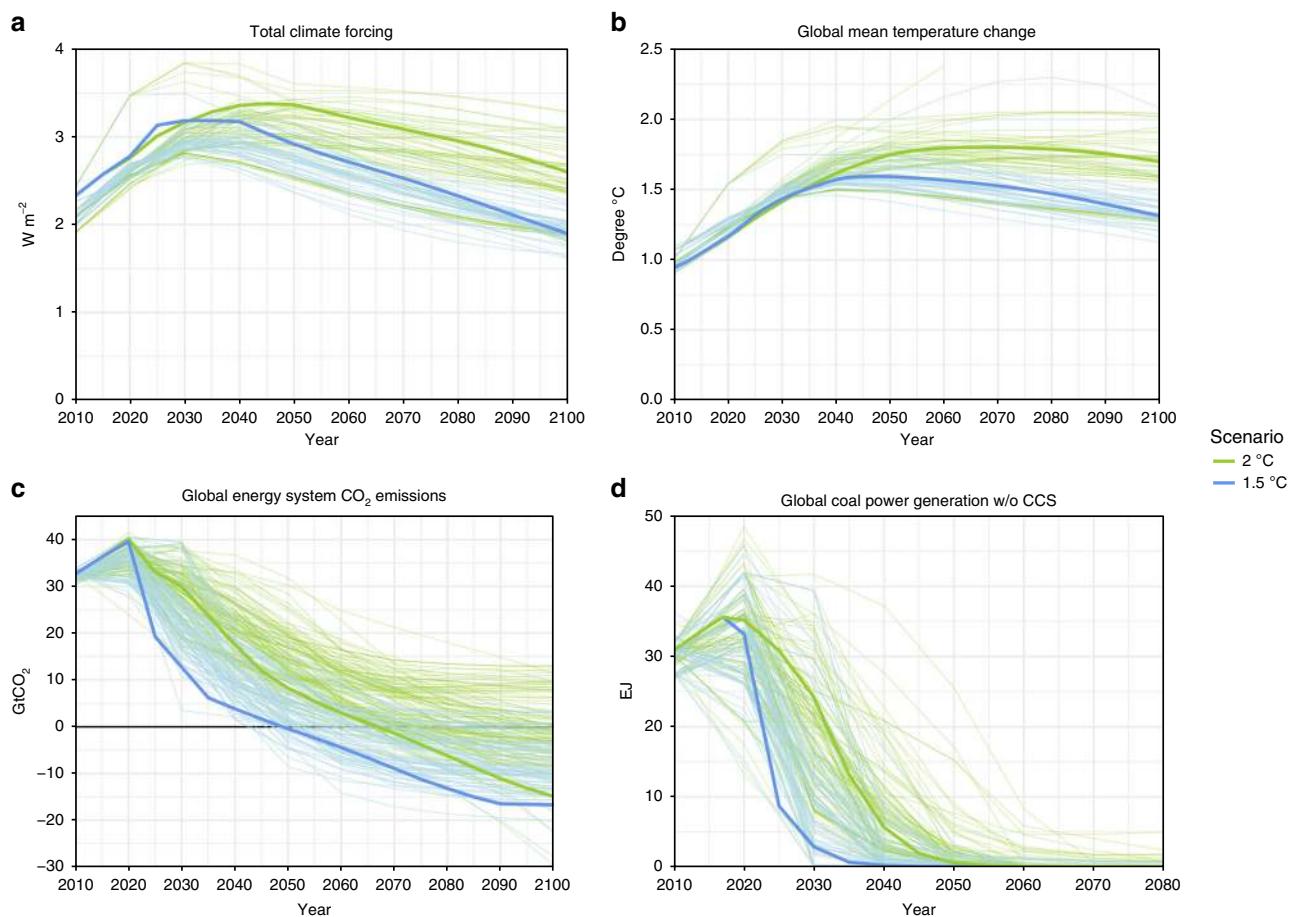 a
Total climate forcing
4
3
2
1
0
W m−2
2010 2020 2030 2040 2050 2060 2070 2080 2090 2100
Year
b
Global mean temperature change
2.5
2.0
1.5
1.0
0.5
0.0
Degree °C
2010 2020 2030 2040 2050 2060 2070 2080 2090 2100
Year
Scenario
2 °C
1.5 °C
c
Global energy system CO2 emissions
40
30
20
10
0
−10
−20
−30
GtCO2
2010 2020 2030 2040 2050 2060 2070 2080 2090 2100
Year
d
Global coal power generation w/o CCS
50
40
30
20
10
0
EJ
2010 2020 2030 2040 2050 2060 2070 2080
Year